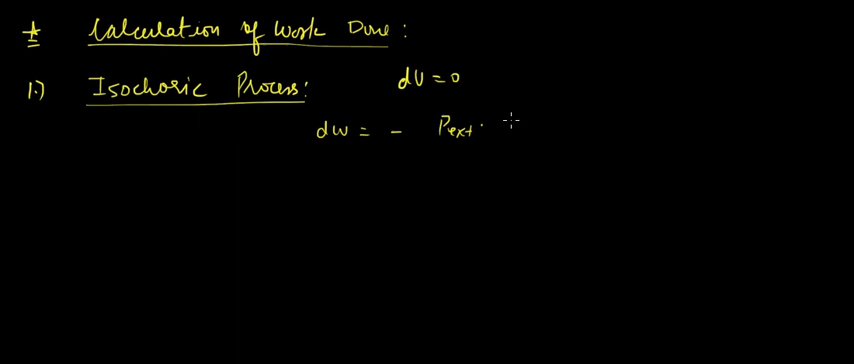 * Calculation of Work Done :
1.) Isochoric Process: dV = 0
dw = - Pext .